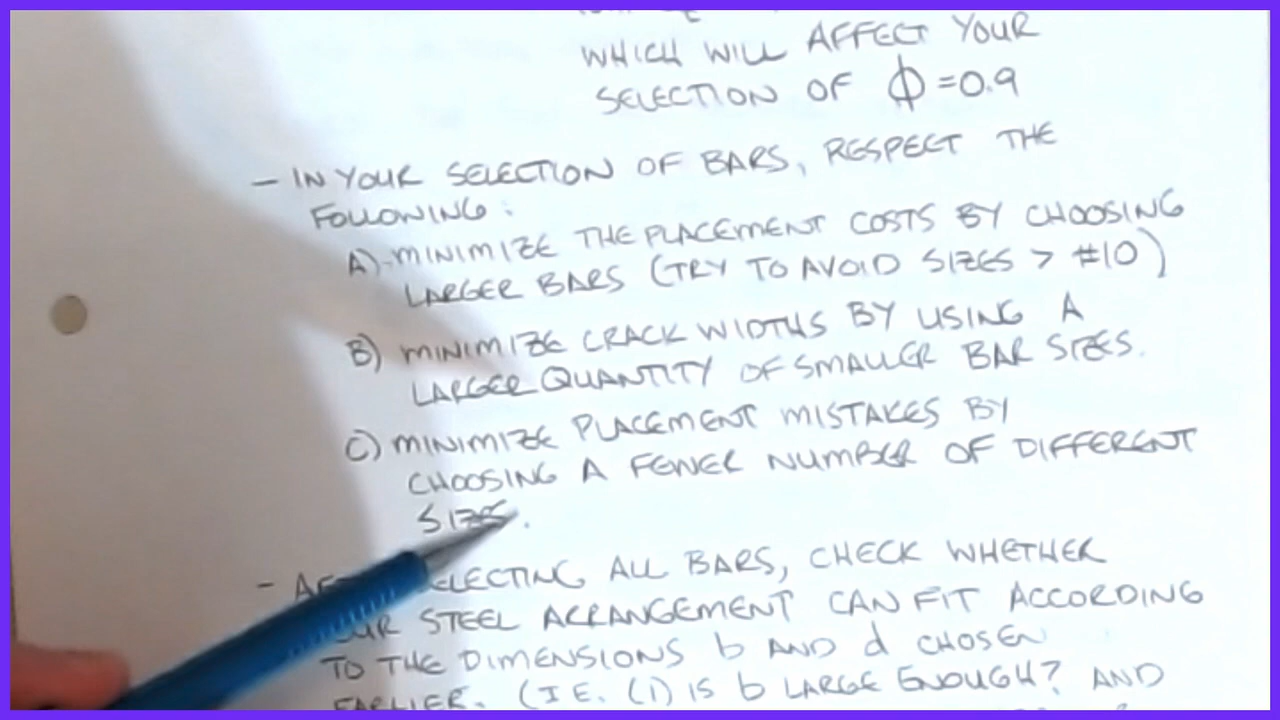 WHICH WILL AFFECT YOUR
SELECTION OF ϕ=0.9
- IN YOUR SELECTION OF BARS, RESPECT THE
FOLLOWING:
A) MINIMIZE THE PLACEMENT COSTS BY CHOOSING
LARGER BARS (TRY TO AVOID SIZES > #10)
B) MINIMIZE CRACK WIDTHS BY USING A
LARGER QUANTITY OF SMALLER BAR SIZES.
C) MINIMIZE PLACEMENT MISTAKES BY
CHOOSING A FEWER NUMBER OF DIFFERENT
SIZES.
- ALL BARS, CHECK WHETHER
STEEL ARRANGEMENT CAN FIT ACCORDING
TO THE DIMENSIONS b AND d CHOSEN
EARLIER. (IE. (1) IS b LARGE ENOUGH? AND